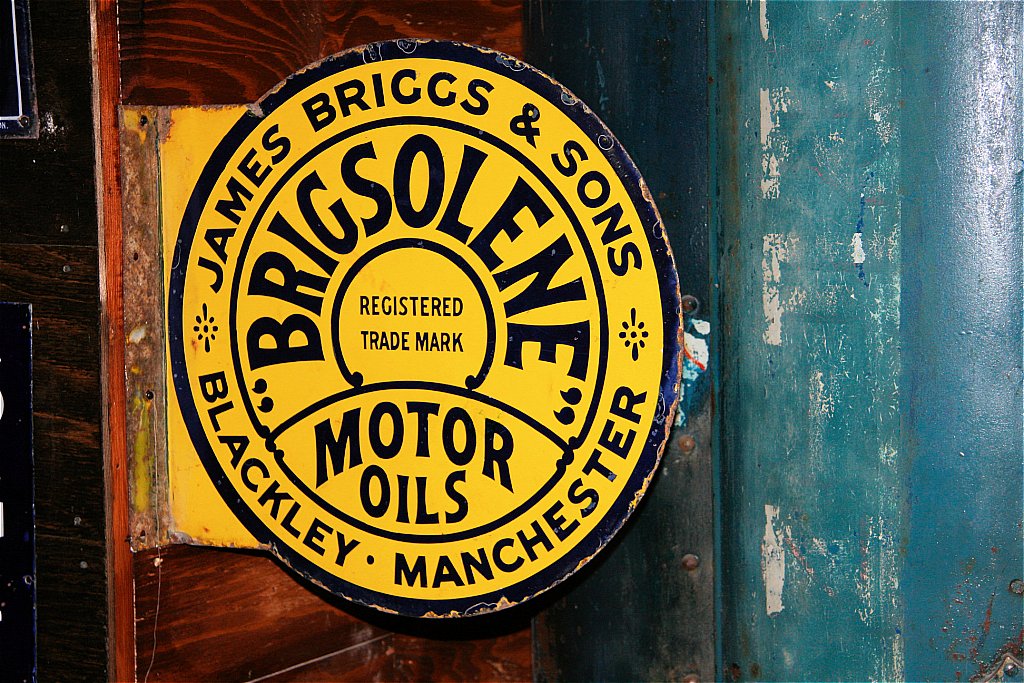 JAMES BRIGGS & SONS
"BRIGSOLENE"
REGISTERED
TRADE MARK
MOTOR
OILS
BLACKLEY · MANCHESTER